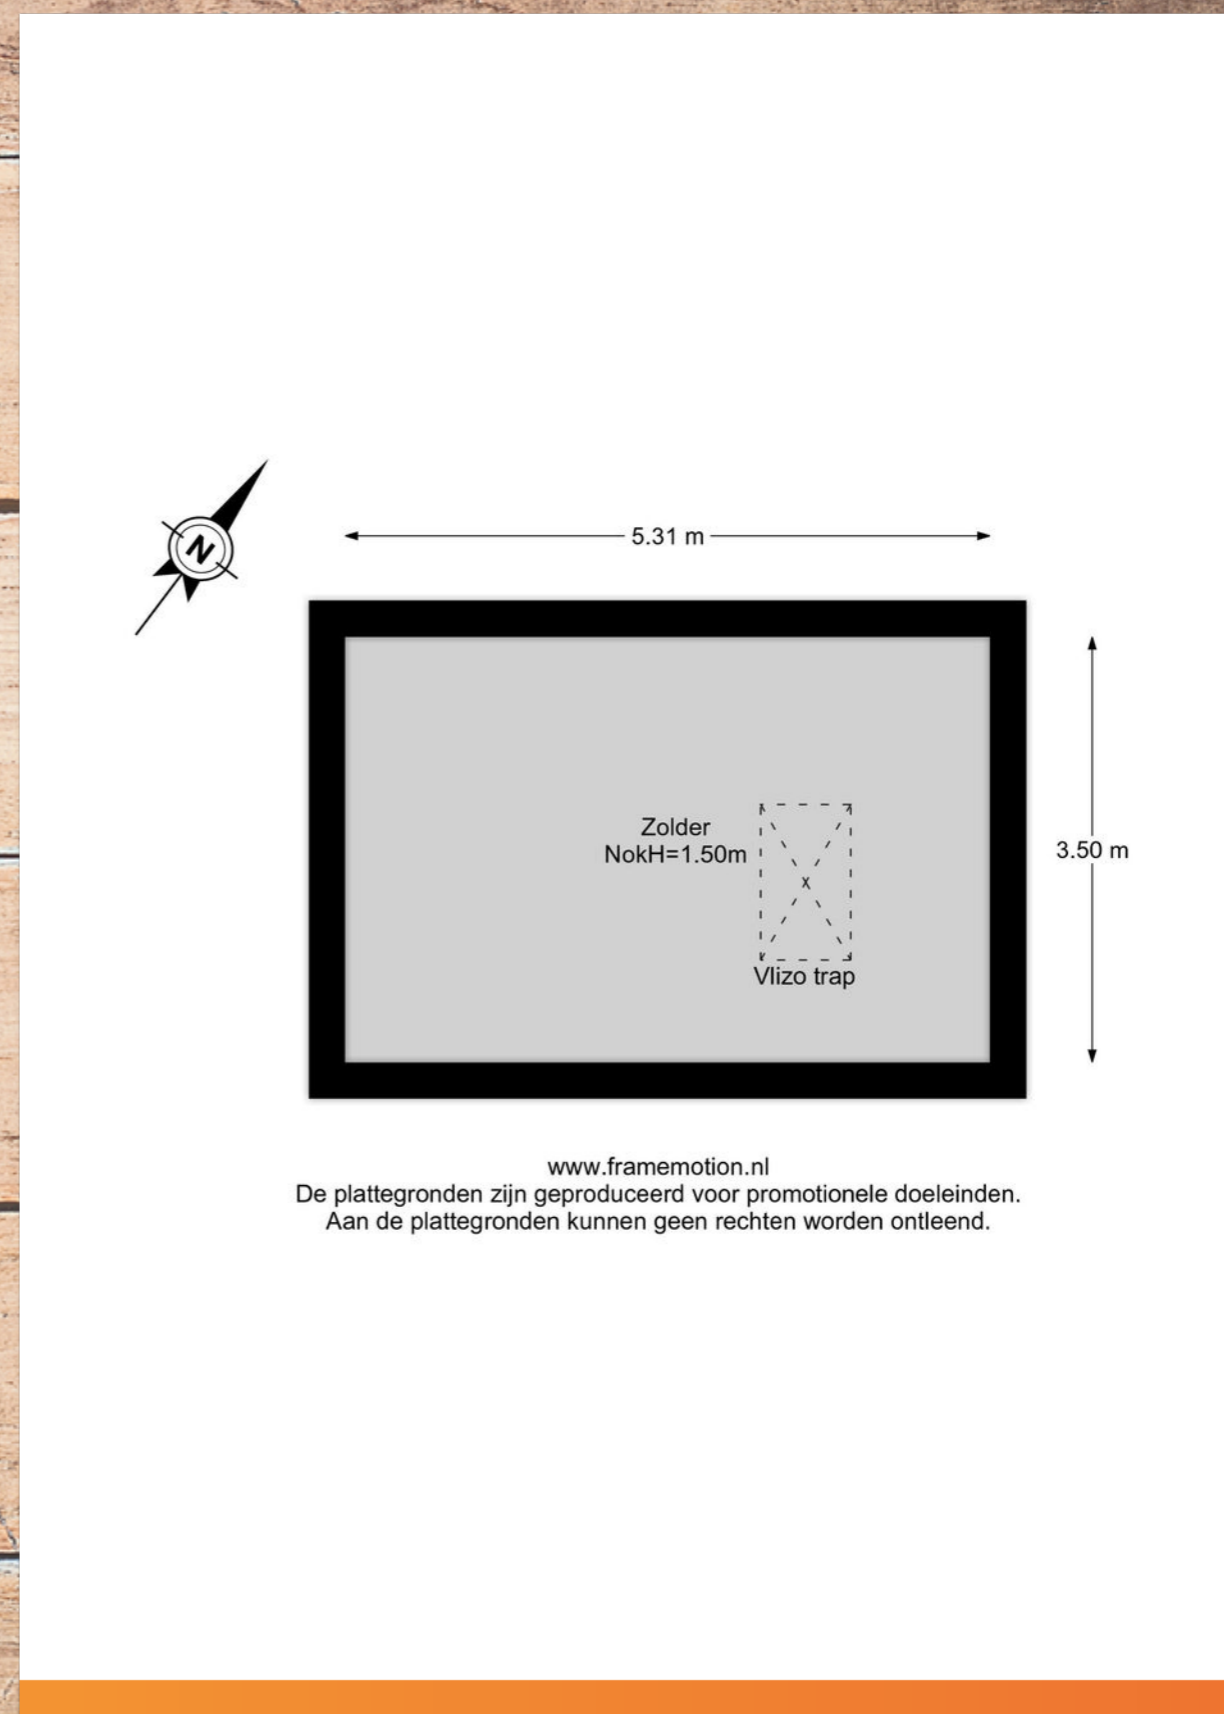 N
5.31 m
Zolder
NokH=1.50m
3.50 m
Vlizo trap
www.framemotion.nl
De plattegronden zijn geproduceerd voor promotionele doeleinden.
Aan de plattegronden kunnen geen rechten worden ontleend.